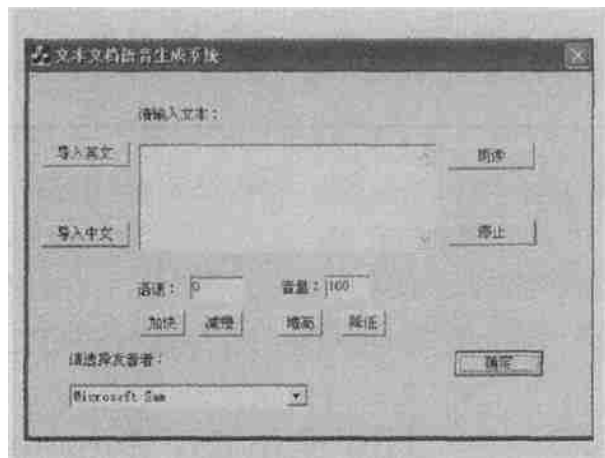 文本文档语音生成系统
请输入文本：
导入英文
朗读
导入中文
停止
语速： 0 音量： 100
加快 减慢 增高 降低
请选择发音者：
确定
Microsoft Sam